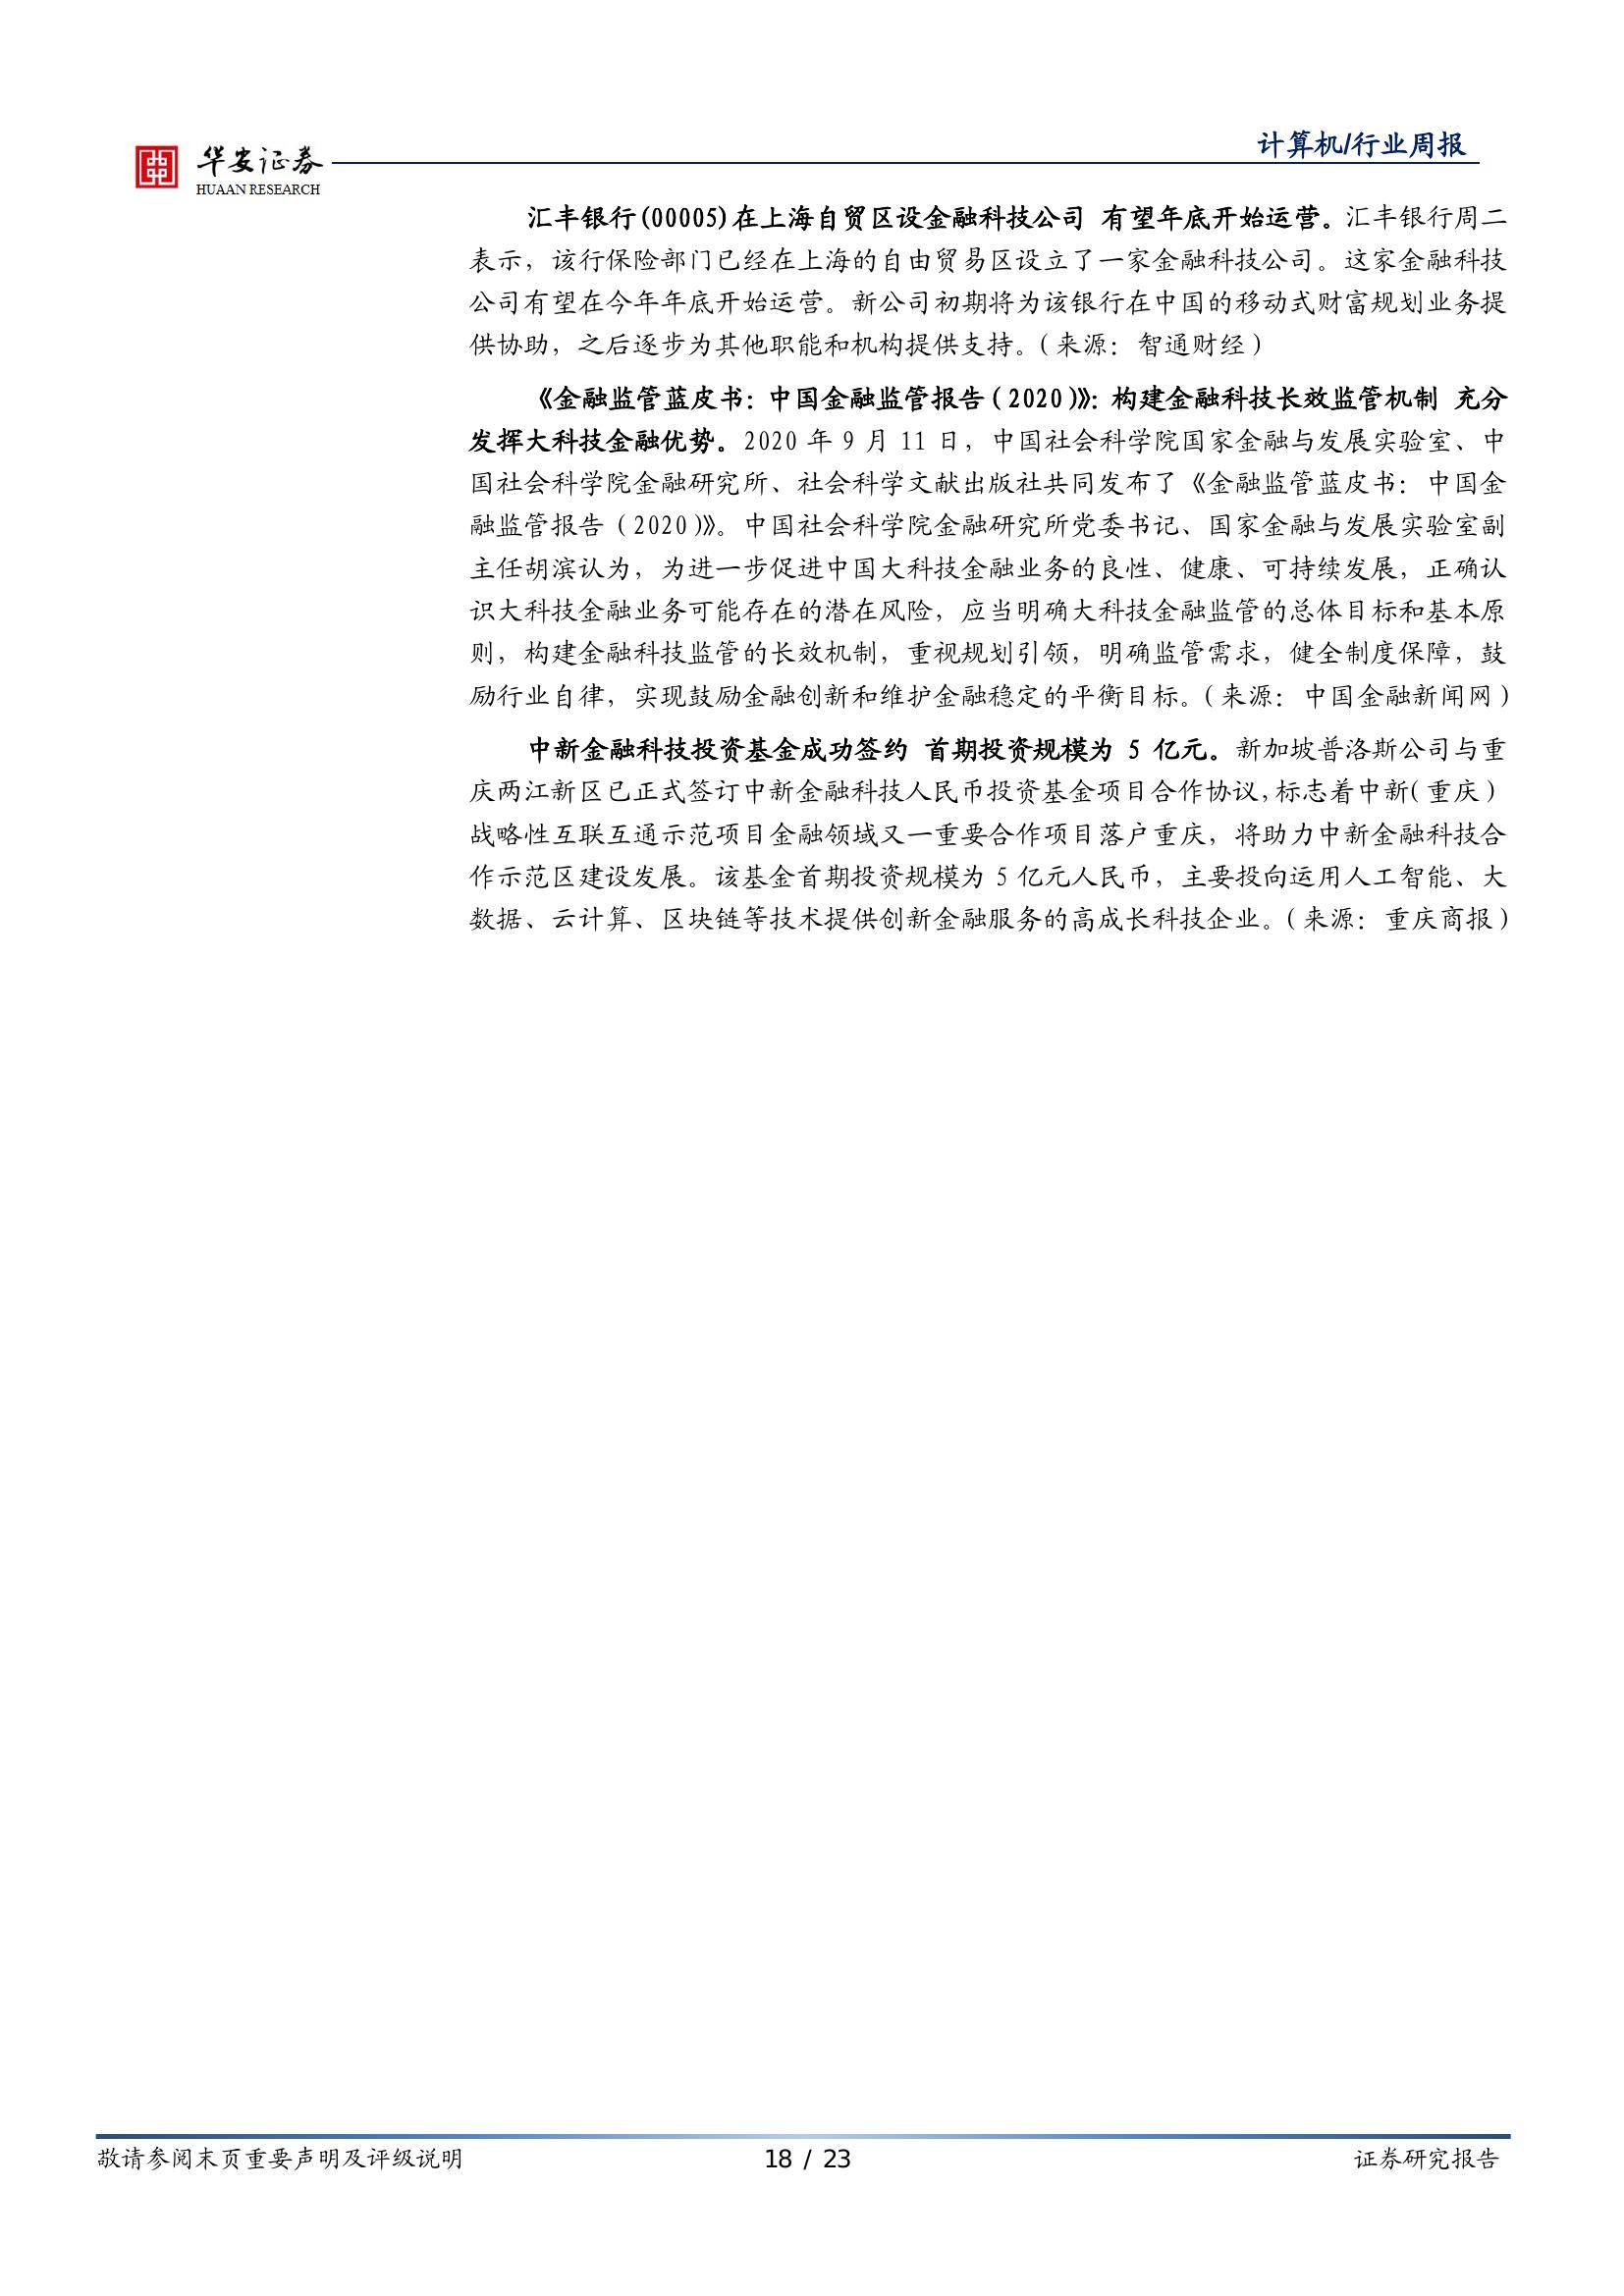 计算机/行业周报
华安证券
HUAAN RESEARCH
汇丰银行(00005)在上海自贸区设金融科技公司 有望年底开始运营。汇丰银行周二
表示，该行保险部门已经在上海的自由贸易区设立了一家金融科技公司。这家金融科技
公司有望在今年年底开始运营。新公司初期将为该银行在中国的移动式财富规划业务提
供协助，之后逐步为其他职能和机构提供支持。（来源：智通财经）
《金融监管蓝皮书：中国金融监管报告（2020）》：构建金融科技长效监管机制 充分
发挥大科技金融优势。2020 年 9 月 11 日，中国社会科学院国家金融与发展实验室、中
国社会科学院金融研究所、社会科学文献出版社共同发布了《金融监管蓝皮书：中国金
融监管报告（2020）》。中国社会科学院金融研究所党委书记、国家金融与发展实验室副
主任胡滨认为，为进一步促进中国大科技金融业务的良性、健康、可持续发展，正确认
识大科技金融业务可能存在的潜在风险，应当明确大科技金融监管的总体目标和基本原
则，构建金融科技监管的长效机制，重视规划引领，明确监管需求，健全制度保障，鼓
励行业自律，实现鼓励金融创新和维护金融稳定的平衡目标。（来源：中国金融新闻网）
中新金融科技投资基金成功签约 首期投资规模为 5 亿元。新加坡普洛斯公司与重
庆两江新区已正式签订中新金融科技人民币投资基金项目合作协议，标志着中新（重庆）
战略性互联互通示范项目金融领域又一重要合作项目落户重庆，将助力中新金融科技合
作示范区建设发展。该基金首期投资规模为 5 亿元人民币，主要投向运用人工智能、大
数据、云计算、区块链等技术提供创新金融服务的高成长科技企业。（来源：重庆商报）
敬请参阅末页重要声明及评级说明
18 / 23
证券研究报告